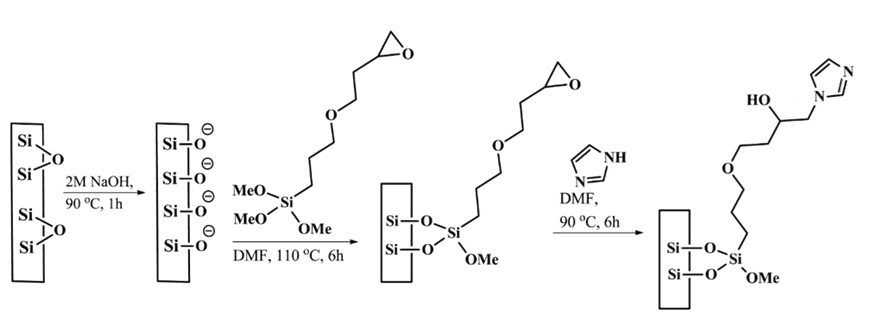 Si
O
Si
Si
O
Si
2M NaOH,
90 °C, 1h
Si–O⊖
Si–O⊖
Si–O⊖
Si–O⊖
O
O
MeO
Si
MeO
OMe
DMF, 110 °C, 6h
O
O
Si–O
Si
Si–O
OMe
NH
N
DMF,
90 °C, 6h
N
N
HO
O
Si–O
Si
Si–O
OMe